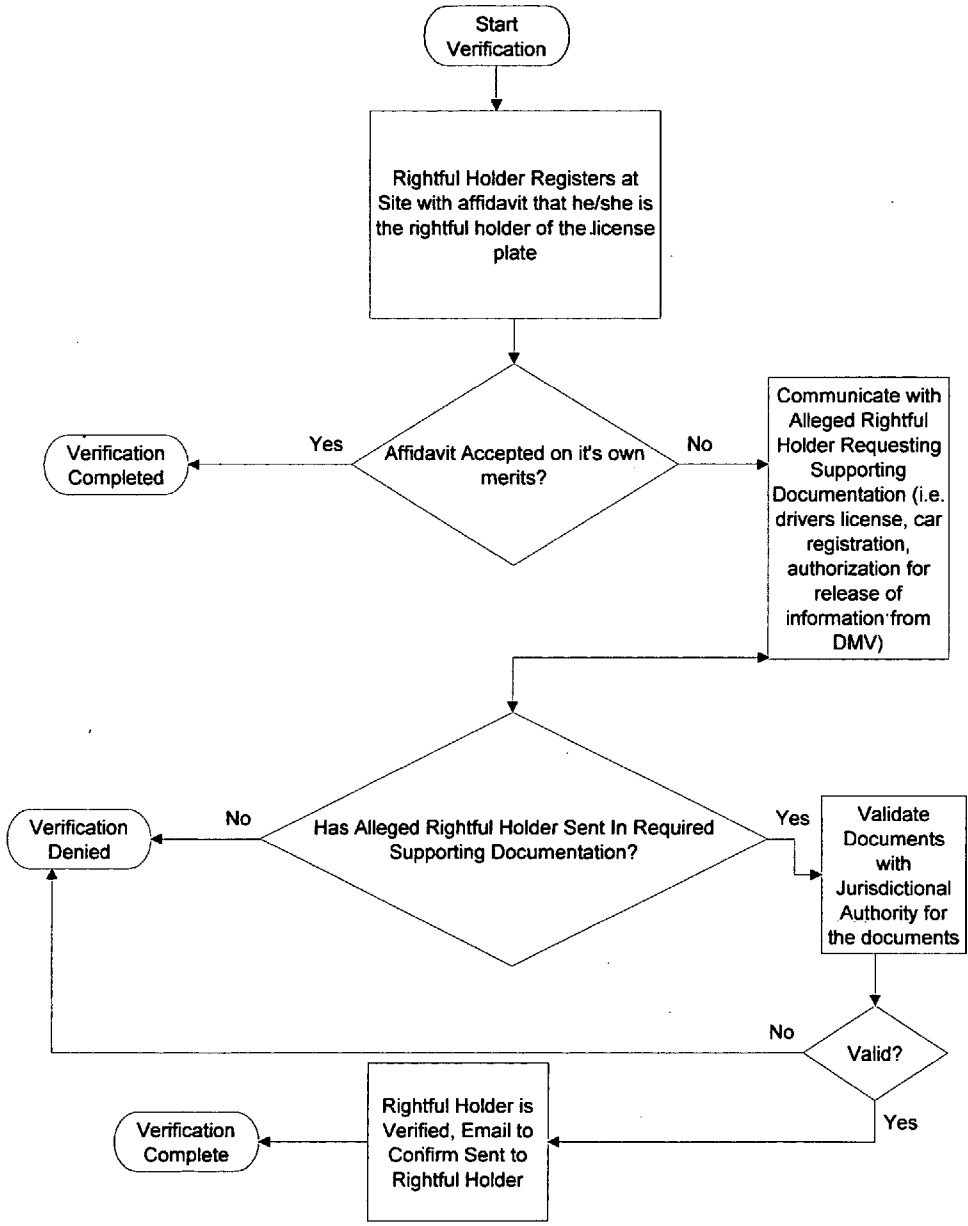 Start
Verification
Rightful Holder Registers at
Site with affidavit that he/she is
the rightful holder of the license
plate
Affidavit Accepted on it's own
merits?
Yes
No
Verification
Completed
Communicate with
Alleged Rightful
Holder Requesting
Supporting
Documentation (i.e.
drivers license, car
registration,
authorization for
release of
information from
DMV)
Has Alleged Rightful Holder Sent In Required
Supporting Documentation?
No
Yes
Verification
Denied
Validate
Documents
with
Jurisdictional
Authority for
the documents
Valid?
No
Yes
Rightful Holder is
Verified, Email to
Confirm Sent to
Rightful Holder
Verification
Complete